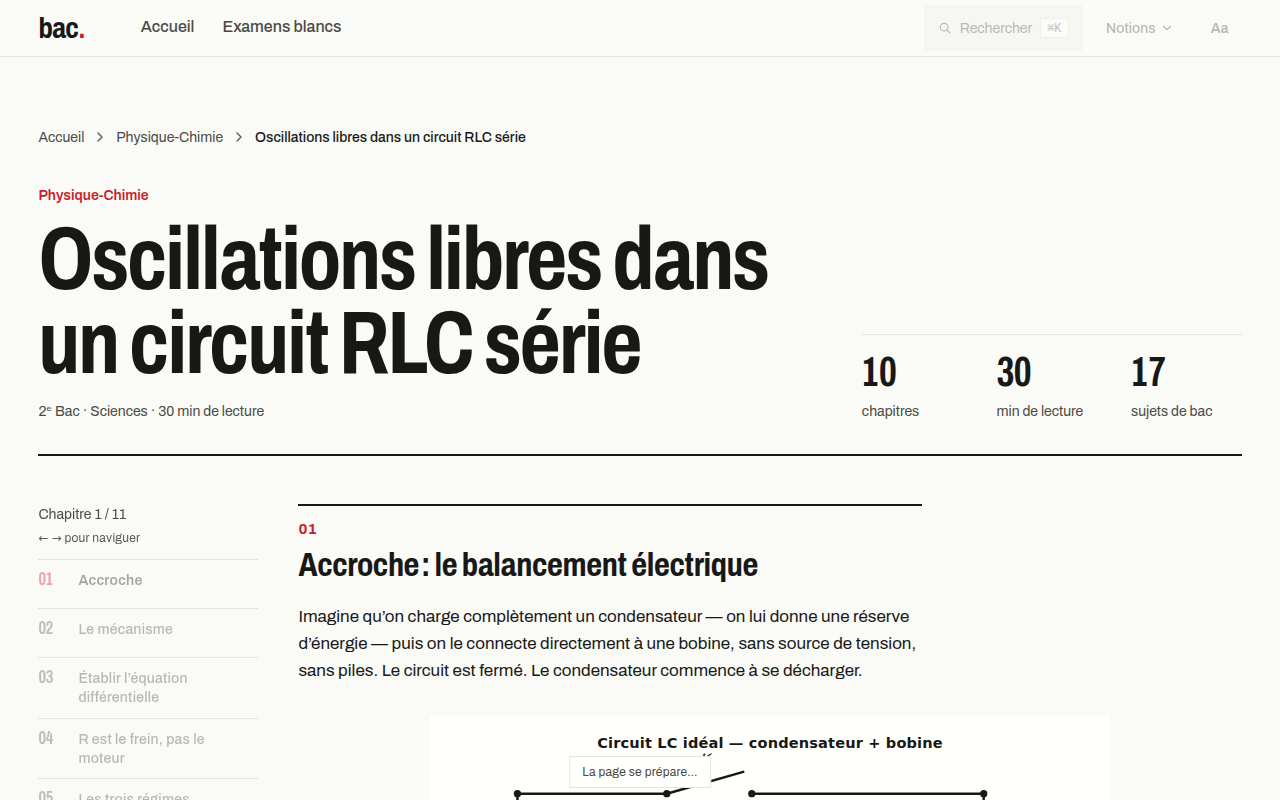 bac.
Accueil
Examens blancs
Rechercher ⌘K
Notions
Aa
Accueil > Physique-Chimie > Oscillations libres dans un circuit RLC série
Physique-Chimie
Oscillations libres dans
un circuit RLC série
2ᵉ Bac · Sciences · 30 min de lecture
10
chapitres
30
min de lecture
17
sujets de bac
Chapitre 1 / 11
← → pour naviguer
01 Accroche
02 Le mécanisme
03 Établir l’équation
différentielle
04 R est le frein, pas le
moteur
05 Les trois régimes
01
Accroche : le balancement électrique
Imagine qu’on charge complètement un condensateur — on lui donne une réserve
d’énergie — puis on le connecte directement à une bobine, sans source de tension,
sans piles. Le circuit est fermé. Le condensateur commence à se décharger.
Circuit LC idéal — condensateur + bobine
La page se prépare…